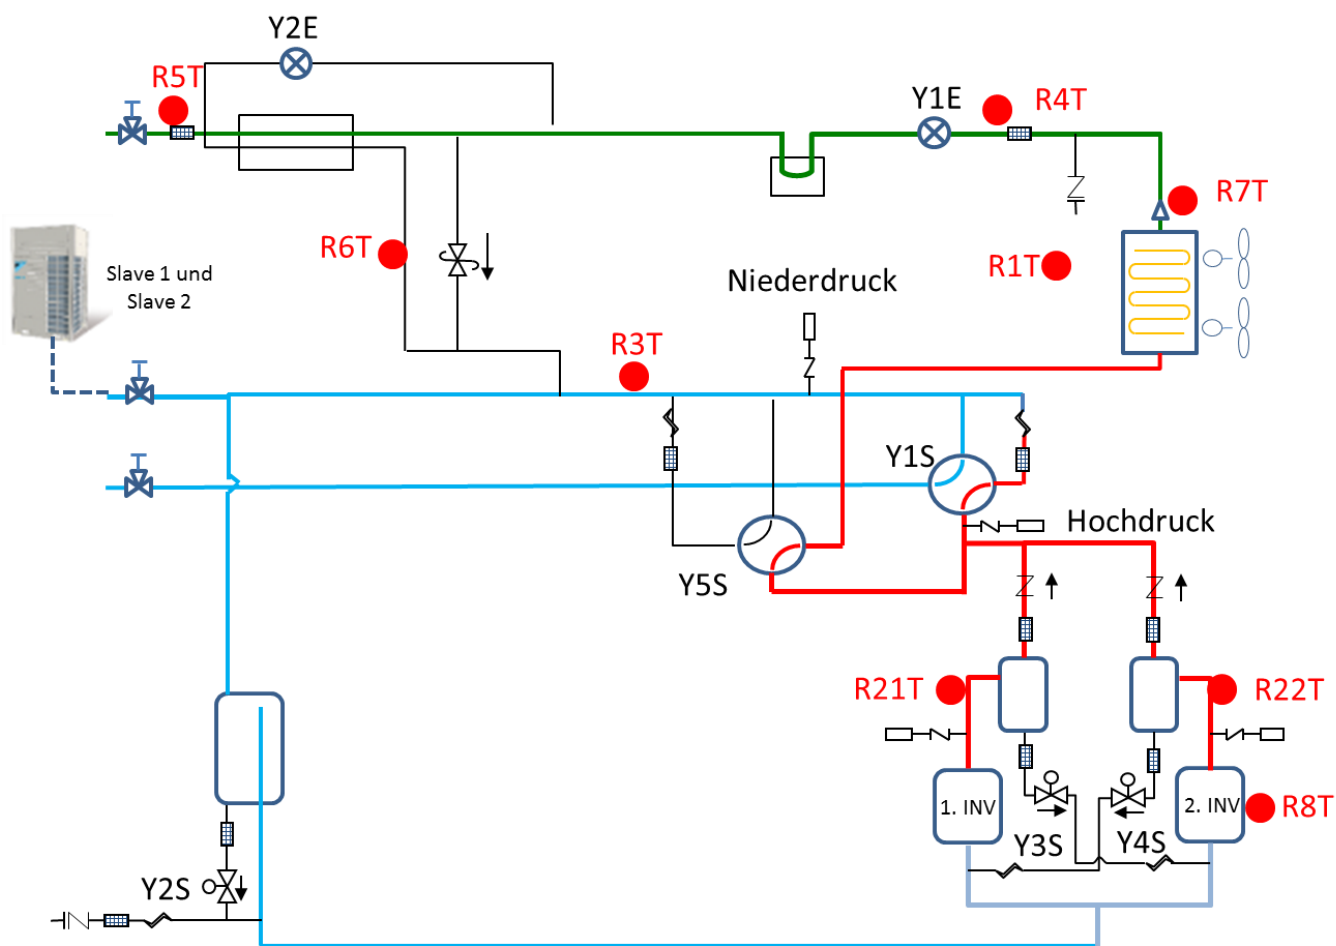 Y2E
R5T
Y1E
R4T
R7T
R6T
R1T
Slave 1 und
Slave 2
Niederdruck
R3T
Y1S
Hochdruck
Y5S
R21T
R22T
1. INV
2. INV
R8T
Y3S
Y4S
Y2S